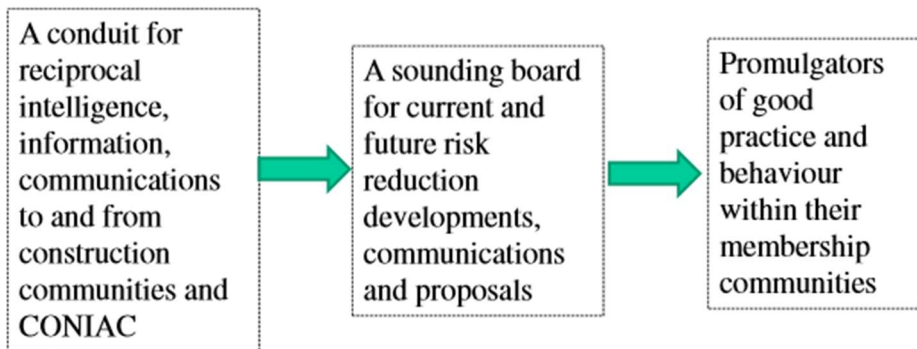 A conduit for
reciprocal
intelligence,
information,
communications
to and from
construction
communities and
CONIAC
A sounding board
for current and
future risk
reduction
developments,
communications
and proposals
Promulgators
of good
practice and
behaviour
within their
membership
communities